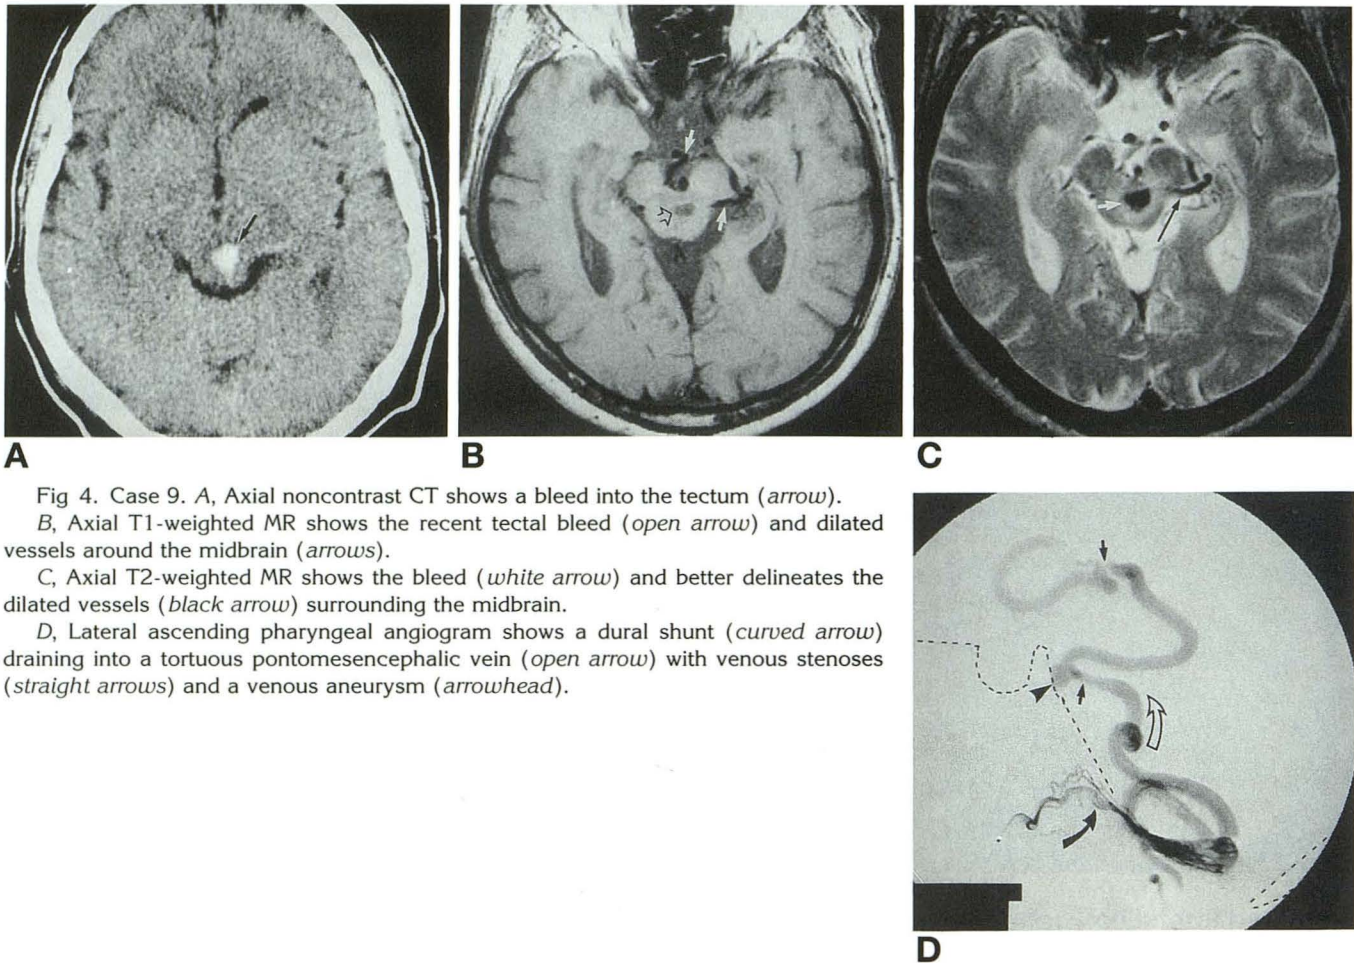 A
B
C
Fig 4. Case 9. A, Axial noncontrast CT shows a bleed into the tectum (arrow).
B, Axial T1-weighted MR shows the recent tectal bleed (open arrow) and dilated
vessels around the midbrain (arrows).
C, Axial T2-weighted MR shows the bleed (white arrow) and better delineates the
dilated vessels (black arrow) surrounding the midbrain.
D, Lateral ascending pharyngeal angiogram shows a dural shunt (curved arrow)
draining into a tortuous pontomesencephalic vein (open arrow) with venous stenoses
(straight arrows) and a venous aneurysm (arrowhead).
D